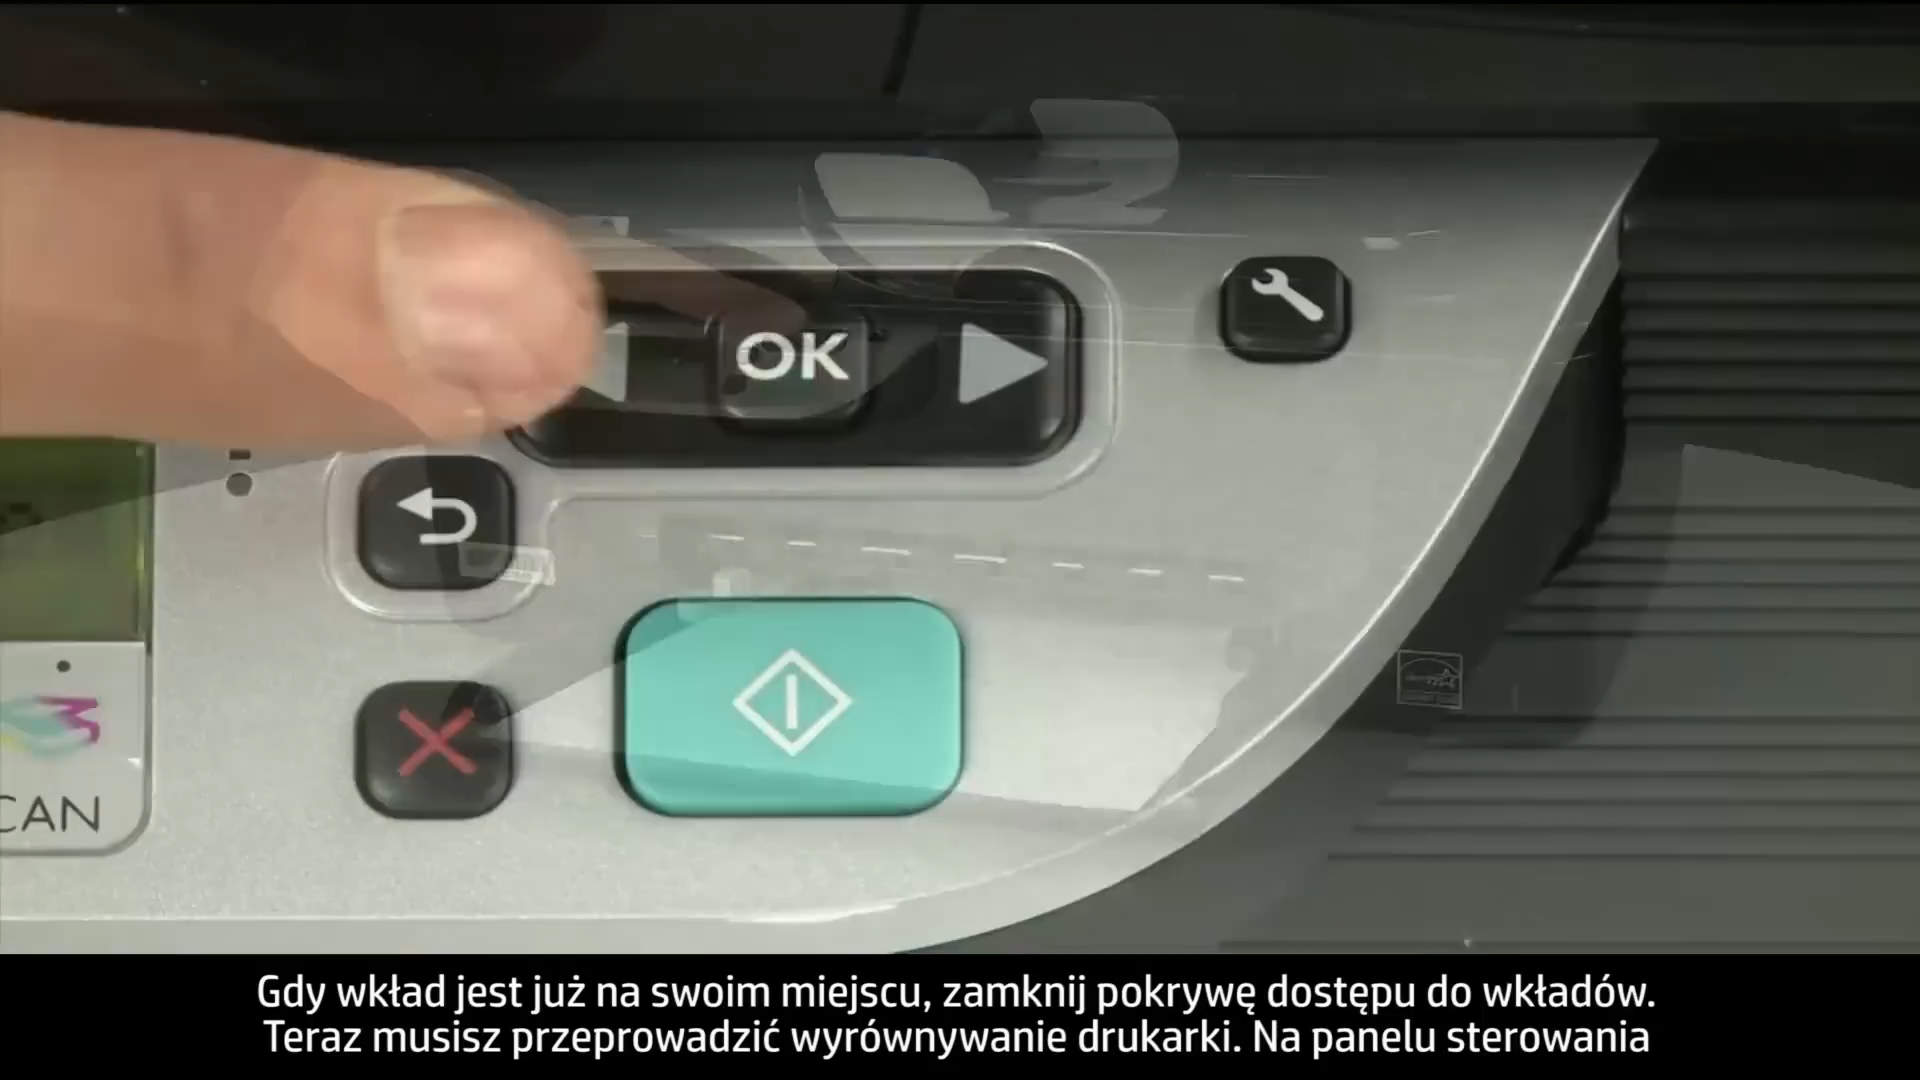 OK
CAN
Gdy wkład jest już na swoim miejscu, zamknij pokrywę dostępu do wkładów.
Teraz musisz przeprowadzić wyrównywanie drukarki. Na panelu sterowania